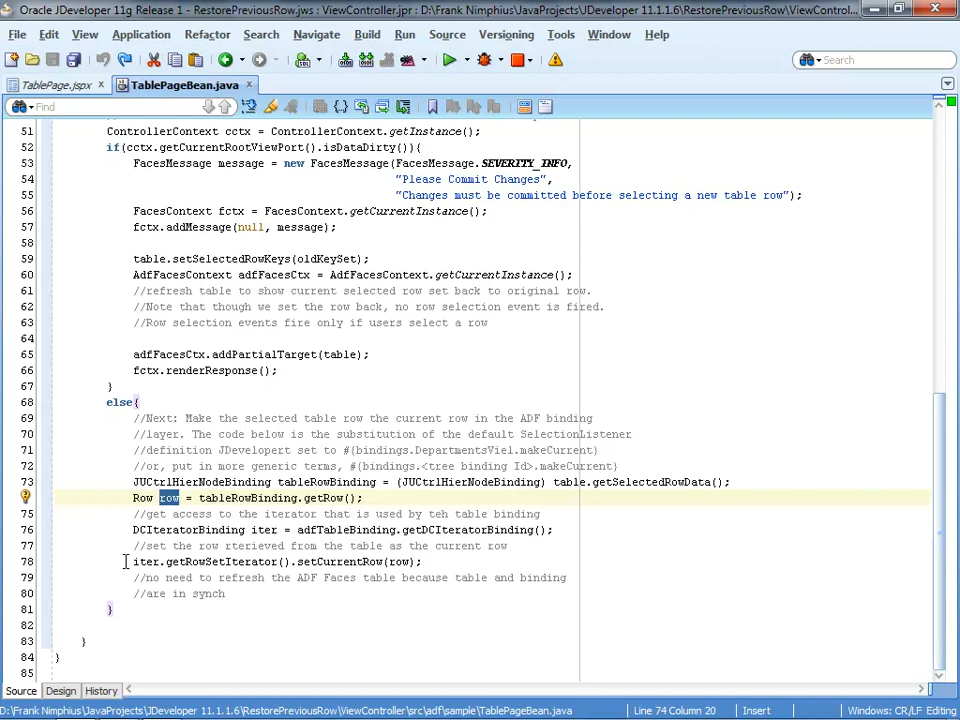 Oracle JDeveloper 11g Release 1 - RestorePreviousRow.jws : ViewController.jpr : D:\Frank Nimphius\JavaProjects\JDeveloper 11.1.1.6\RestorePreviousRow\ViewControl...
File Edit View Application Refactor Search Navigate Build Run Source Versioning Tools Window Help
Search
TablePage.jspx TablePageBean.java
Find
51 ControllerContext cctx = ControllerContext.getInstance();
52 if(cctx.getCurrentRootViewPort().isDataDirty()){
53 FacesMessage message = new FacesMessage(FacesMessage.SEVERITY_INFO,
54 "Please Commit Changes",
55 "Changes must be committed before selecting a new table row");
56 FacesContext fctx = FacesContext.getCurrentInstance();
57 fctx.addMessage(null, message);
58
59 table.setSelectedRowKeys(oldKeySet);
60 AdfFacesContext adfFacesCtx = AdfFacesContext.getCurrentInstance();
61 //refresh table to show current selected row set back to original row.
62 //Note that though we set the row back, no row selection event is fired.
63 //Row selection events fire only if users select a row
64
65 adfFacesCtx.addPartialTarget(table);
66 fctx.renderResponse();
67 }
68 else{
69 //Next: Make the selected table row the current row in the ADF binding
70 //layer. The code below is the substitution of the default SelectionListener
71 //definition JDevelopert set to #{bindings.DepartmentsViel.makeCurrent}
72 //or, put in more generic terms, #{bindings.<tree binding Id>.makeCurrent}
73 JUCtrlHierNodeBinding tableRowBinding = (JUCtrlHierNodeBinding) table.getSelectedRowData();
Row row = tableRowBinding.getRow();
75 //get access to the iterator that is used by teh table binding
76 DCIteratorBinding iter = adfTableBinding.getDCIteratorBinding();
77 //set the row rterieved from the table as the current row
78 iter.getRowSetIterator().setCurrentRow(row);
79 //no need to refresh the ADF Faces table because table and binding
80 //are in synch
81 }
82
83 }
84 }
85
Source Design History
D:\Frank Nimphius\JavaProjects\JDeveloper 11.1.1.6\RestorePreviousRow\ViewController\src\adf\sample\TablePageBean.java Line 74 Column 20 Insert Windows: CR/LF Editing